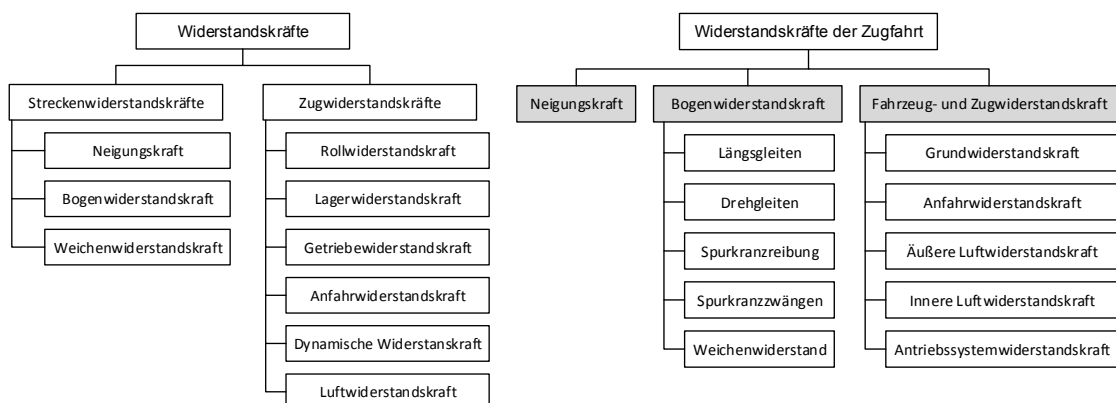 Widerstandskräfte
Streckenwiderstandskräfte
Neigungskraft
Bogenwiderstandskraft
Weichenwiderstandskraft
Zugwiderstandskräfte
Rollwiderstandskraft
Lagerwiderstandskraft
Getriebewiderstandskraft
Anfahrwiderstandskraft
Dynamische Widerstanskraft
Luftwiderstandskraft
Widerstandskräfte der Zugfahrt
Neigungskraft
Bogenwiderstandskraft
Längsgleiten
Drehgleiten
Spurkranzreibung
Spurkranzzwängen
Weichenwiderstand
Fahrzeug- und Zugwiderstandskraft
Grundwiderstandskraft
Anfahrwiderstandskraft
Äußere Luftwiderstandskraft
Innere Luftwiderstandskraft
Antriebssystemwiderstandskraft